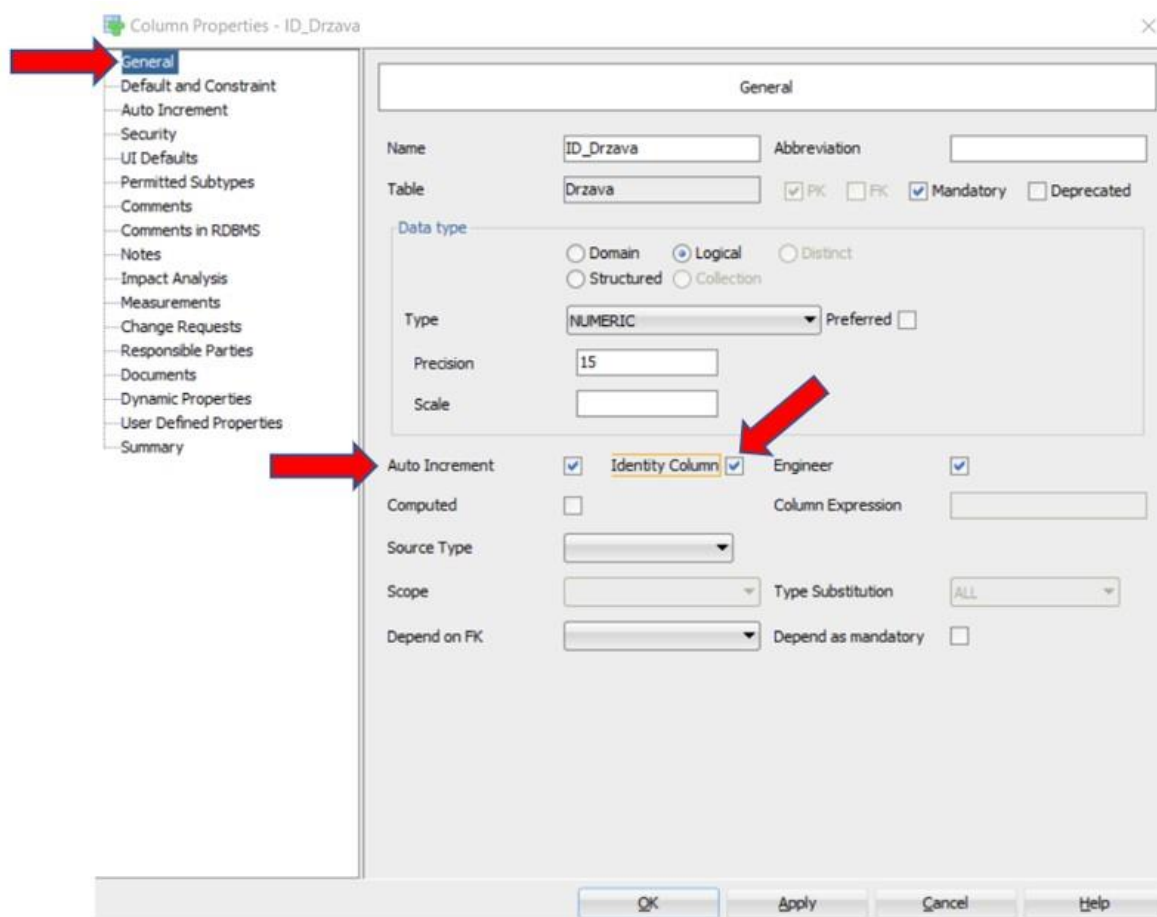 Column Properties - ID_Drzava
General
Default and Constraint
Auto Increment
Security
UI Defaults
Permitted Subtypes
Comments
Comments in RDBMS
Notes
Impact Analysis
Measurements
Change Requests
Responsible Parties
Documents
Dynamic Properties
User Defined Properties
Summary
General
Name ID_Drzava Abbreviation
Table Drzava PK FK Mandatory Deprecated
Data type
Domain Logical Distinct
Structured Collection
Type NUMERIC Preferred
Precision 15
Scale
Auto Increment Identity Column Engineer
Computed Column Expression
Source Type
Scope Type Substitution ALL
Depend on FK Depend as mandatory
OK Apply Cancel Help